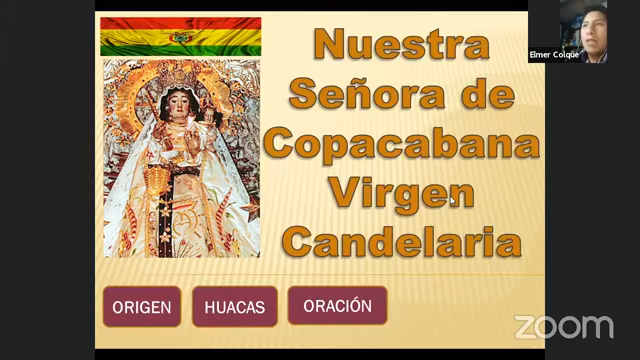 Nuestra
Señora de
Copacabana
Virgen
Candelaria
ORIGEN
HUACAS
ORACIÓN
Elmer Colque
zoom